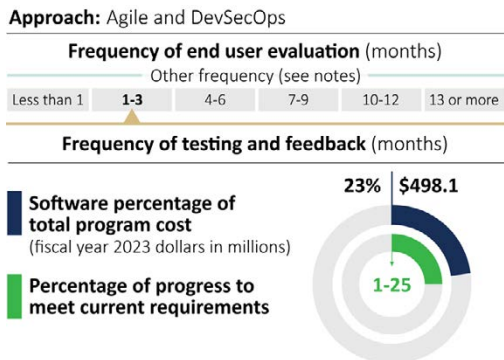 Approach: Agile and DevSecOps
Frequency of end user evaluation (months)
Other frequency (see notes)
Less than 1 1-3 4-6 7-9 10-12 13 or more
Frequency of testing and feedback (months)
23% $498.1
Software percentage of
total program cost
(fiscal year 2023 dollars in millions)
Percentage of progress to
meet current requirements
1-25